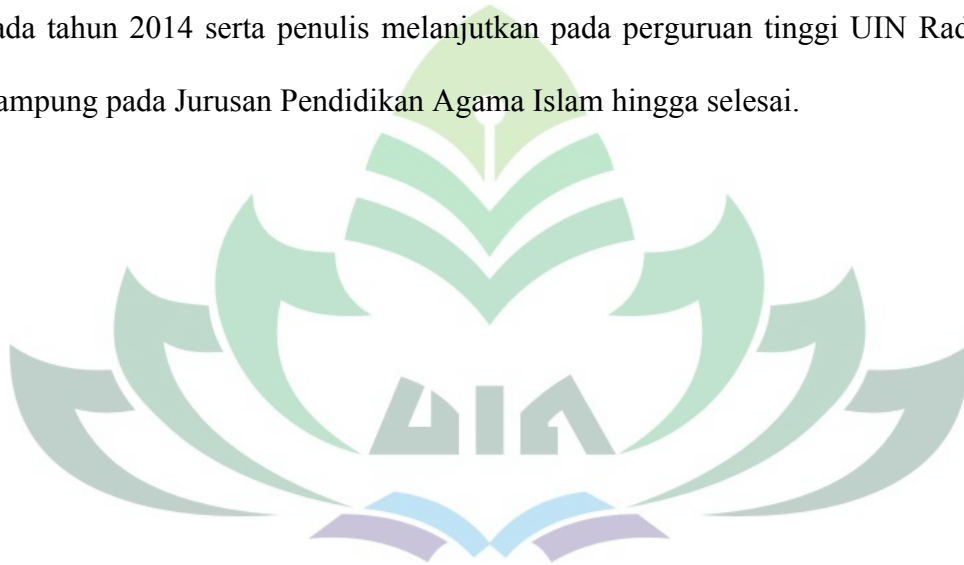 ada tahun 2014 serta penulis melanjutkan pada perguruan tinggi UIN Rad
ampung pada Jurusan Pendidikan Agama Islam hingga selesai.
UIN